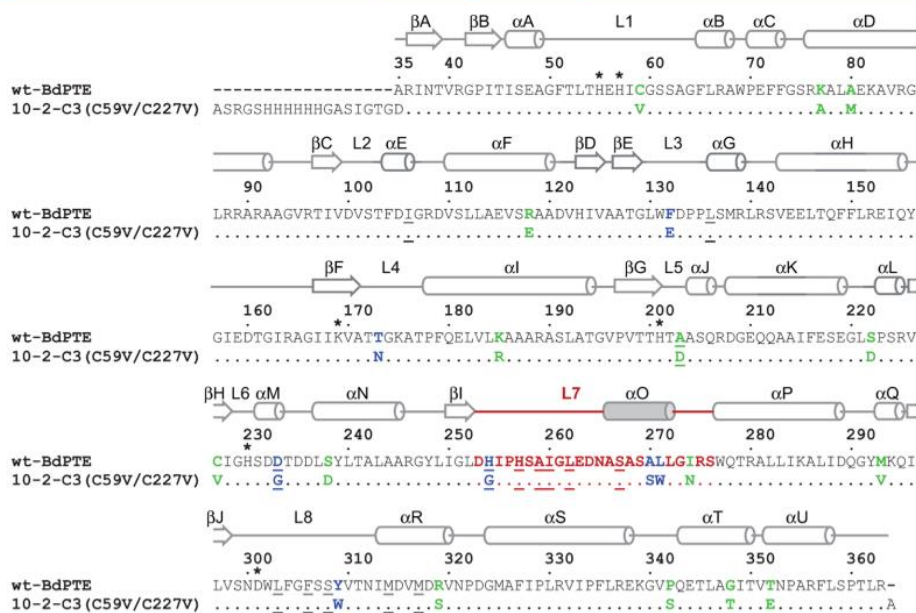 βA βB αA L1 αB αC αD
* *
35 40 50 60 70 80
wt-BdPTE ------------------ARINTVRGPITISEAGFTLTHEHICGSSAGFLRAWPEFFGSRKALAEKAVRG
10-2-C3(C59V/C227V) ASRGSHHHHHHGASIGTGD.......................V.................A..M......
βC L2 αE αF βD βE L3 αG αH
90 100 110 120 130 140 150
wt-BdPTE LRRARAAGVRTIVDVSTFDIGRDVSLLAEVSRAADVHIVAATGLWFDPPLSMRLRSVEELTQFFLREIQY
10-2-C3(C59V/C227V) ...............................E.............E........................
βF L4 αI βG L5 αJ αK αL
160 170 180 190 200 210 220
* *
wt-BdPTE GIEDTGIRAGIIKVATTGKATPFQELVLKAAARASLATGVPVTTHTAASQRDGEQQAAIFESEGLSPSRV
10-2-C3(C59V/C227V) ................N...........R.................D..................D....
βH L6 αM αN βI L7 αO αP αQ
230 240 250 260 270 280 290
*
wt-BdPTE CIGHSDDTDDLSYLTALAARGYLIGLDHIPHSAIGLEDNASASALLGIRSWQTRALLIKALIDQGYMKQI
10-2-C3(C59V/C227V) V.....G....D...............G...............SW..N..................V...
βJ L8 αR αS αT αU
300 310 320 330 340 350 360
*
wt-BdPTE LVSNDWLFGFSSYVTNIMDVMDRVNPDGMAFIPLRVIPFLREKGVPQETLAGITVTNPARFLSPTLR-
10-2-C3(C59V/C227V) ............W.........S......................S.....T...E...........A